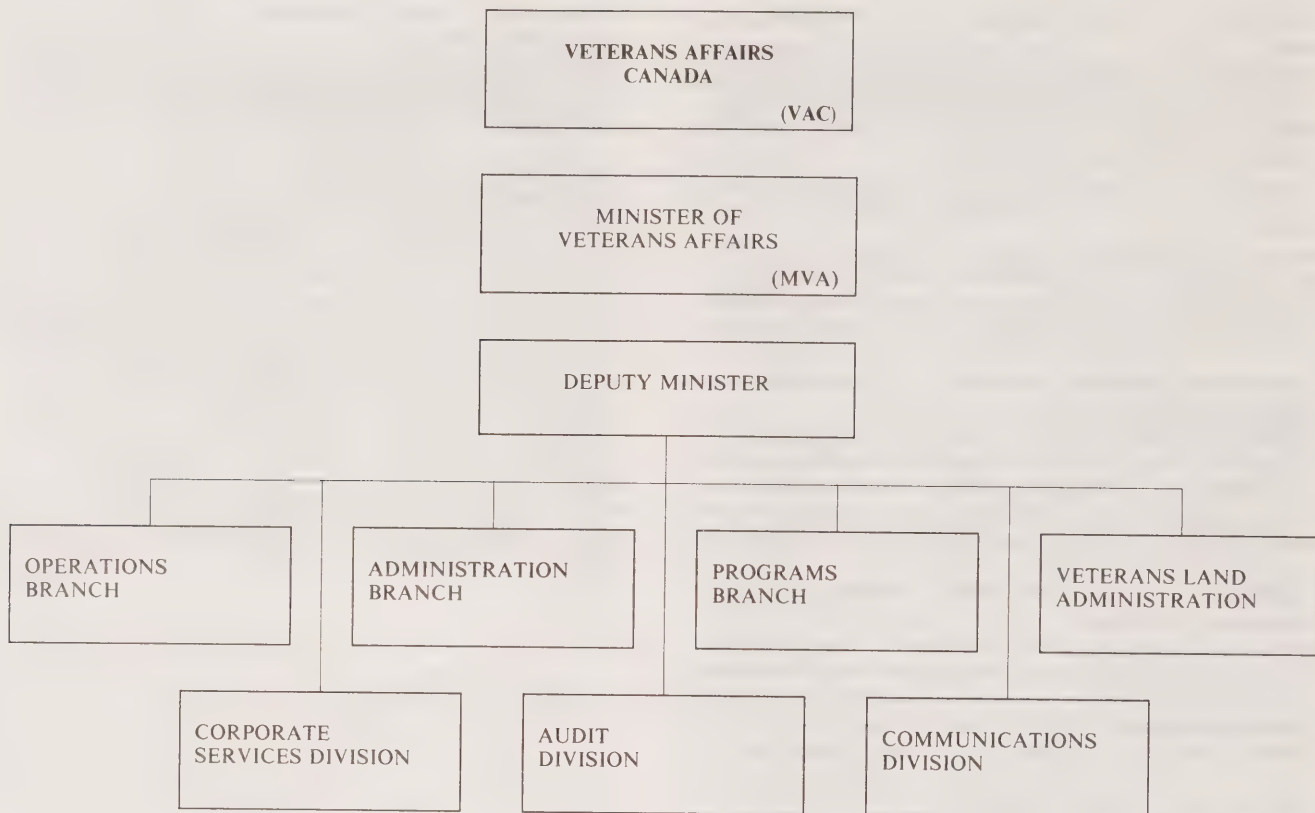 VETERANS AFFAIRS
CANADA
(VAC)
MINISTER OF
VETERANS AFFAIRS
(MVA)
DEPUTY MINISTER
OPERATIONS
BRANCH
ADMINISTRATION
BRANCH
PROGRAMS
BRANCH
VETERANS LAND
ADMINISTRATION
CORPORATE
SERVICES DIVISION
AUDIT
DIVISION
COMMUNICATIONS
DIVISION